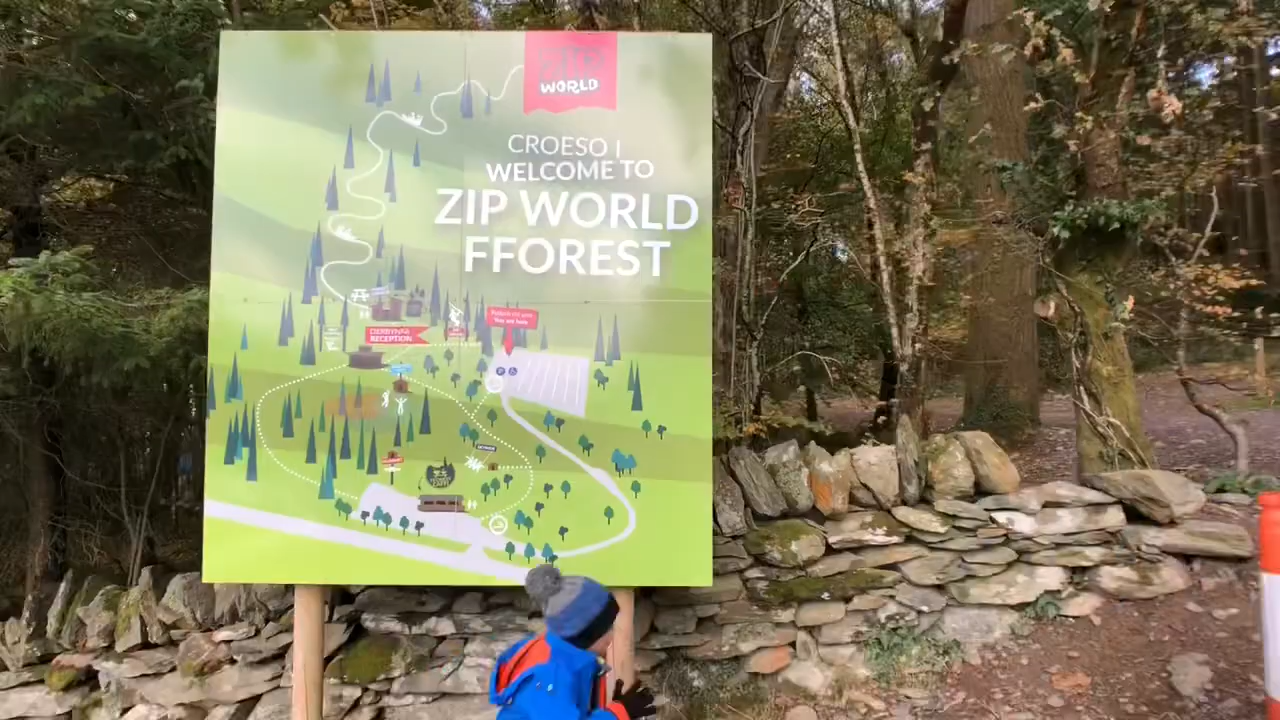 ZIP
WORLD
CROESO |
WELCOME TO
ZIP WORLD
FFOREST
You are here
DERBYNFA
RECEPTION